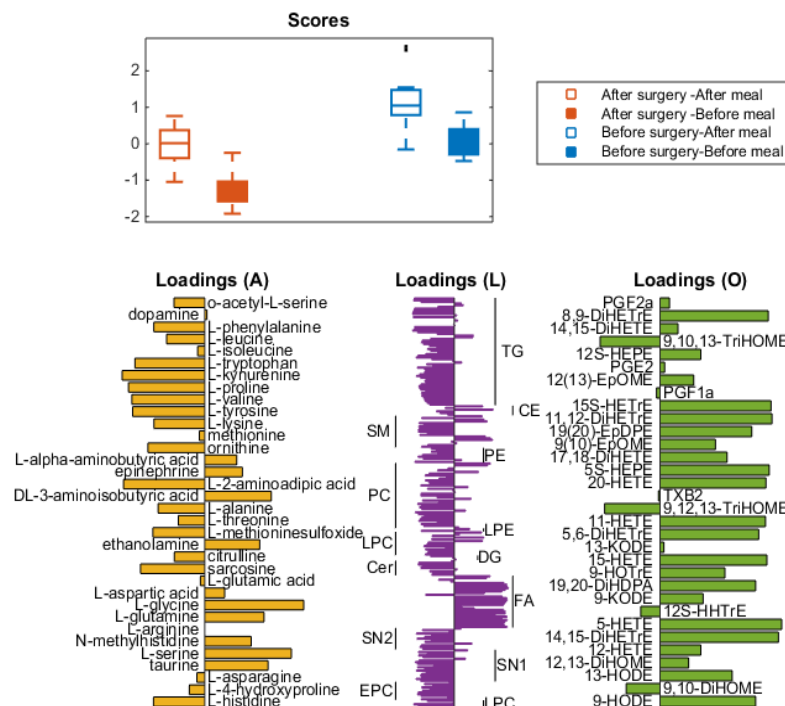 Scores
2
1
0
-1
-2
After surgery -After meal
After surgery -Before meal
Before surgery-After meal
Before surgery-Before meal
Loadings (A)
o-acetyl-L-serine
dopamine
L-phenylalanine
L-leucine
L-isoleucine
L-tryptophan
L-kynurenine
L-proline
L-valine
L-tyrosine
L-lysine
methionine
ornithine
L-alpha-aminobutyric acid
epinephrine
L-2-aminoadipic acid
DL-3-aminoisobutyric acid
L-alanine
L-threonine
L-methioninesulfoxide
ethanolamine
citrulline
sarcosine
L-glutamic acid
L-aspartic acid
L-glycine
L-glutamine
L-arginine
N-methylhistidine
L-serine
taurine
L-asparagine
L-4-hydroxyproline
L-histidine
Loadings (L)
TG
CE
SM
PE
PC
LPE
LPC
DG
Cer
FA
SN2
SN1
EPC
LPC
Loadings (O)
PGF2a
8,9-DiHETrE
14,15-DiHETE
9,10,13-TriHOME
12S-HEPE
PGE2
12(13)-EpOME
PGF1a
15S-HETrE
11,12-DiHETrE
19(20)-EpDPE
9(10)-EpOME
17,18-DiHETE
5S-HEPE
20-HETE
TXB2
9,12,13-TriHOME
11-HETE
5,6-DiHETrE
13-KODE
15-HETE
9-HOTrE
19,20-DiHDPA
9-KODE
12S-HHTrE
5-HETE
14,15-DiHETrE
12-HETE
12,13-DiHOME
13-HODE
9,10-DiHOME
9-HODE